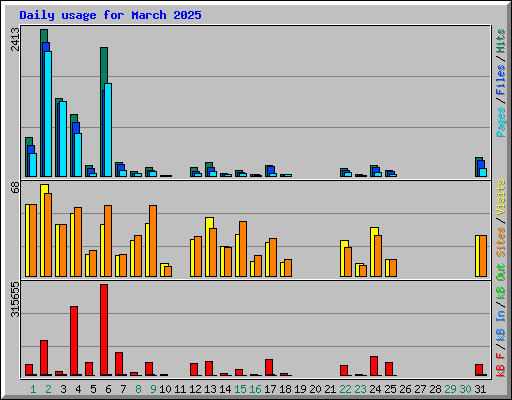 Daily usage for March 2025
2413
68
315655
Pages / Files / Hits
kB F / kB In / kB Out Sites / Visits
1 2 3 4 5 6 7 8 9 10 11 12 13 14 15 16 17 18 19 20 21 22 23 24 25 26 27 28 29 30 31